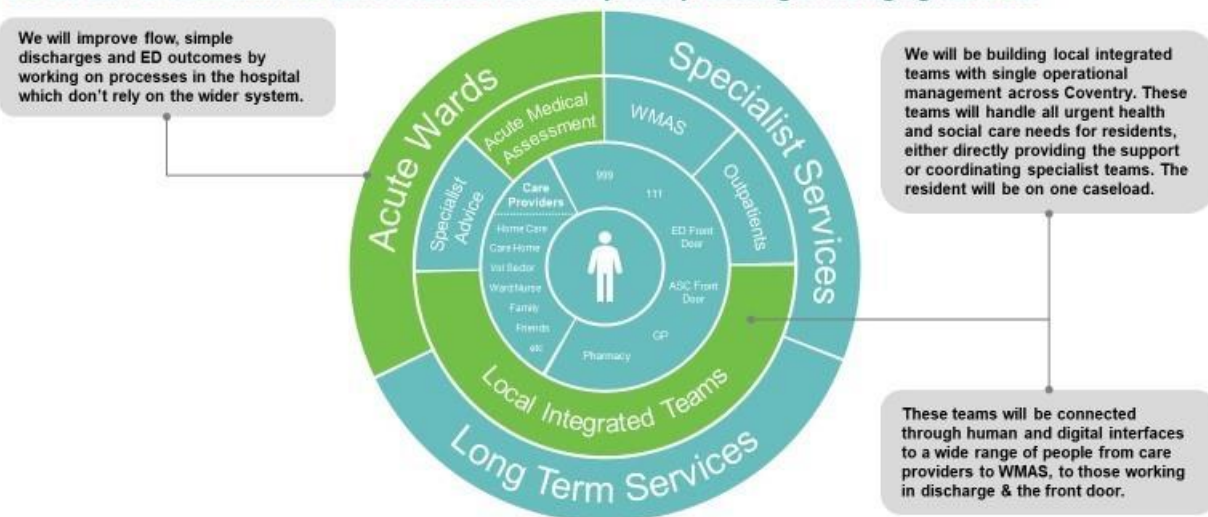 We will improve flow, simple
discharges and ED outcomes by
working on processes in the hospital
which don't rely on the wider system.
Acute Wards
Specialist Services
Long Term Services
Acute Medical
Assessment
WMAS
Outpatients
Local Integrated Teams
Specialist
Advice
Care
Providers
Home Care
Care Home
Vol Sector
Ward Nurse
Family
Friends
etc
999
111
ED Front
Door
ASC Front
Door
GP
Pharmacy
We will be building local integrated
teams with single operational
management across Coventry. These
teams will handle all urgent health
and social care needs for residents,
either directly providing the support
or coordinating specialist teams. The
resident will be on one caseload.
These teams will be connected
through human and digital interfaces
to a wide range of people from care
providers to WMAS, to those working
in discharge & the front door.